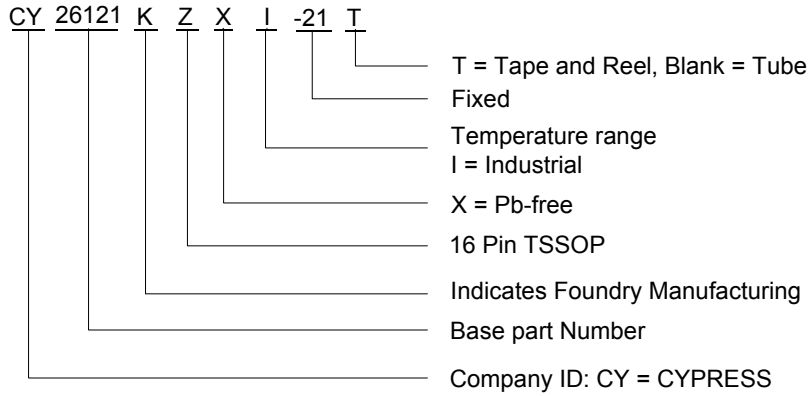 CY 26121 K Z X I -21 T
T = Tape and Reel, Blank = Tube
Fixed
Temperature range
I = Industrial
X = Pb-free
16 Pin TSSOP
Indicates Foundry Manufacturing
Base part Number
Company ID: CY = CYPRESS